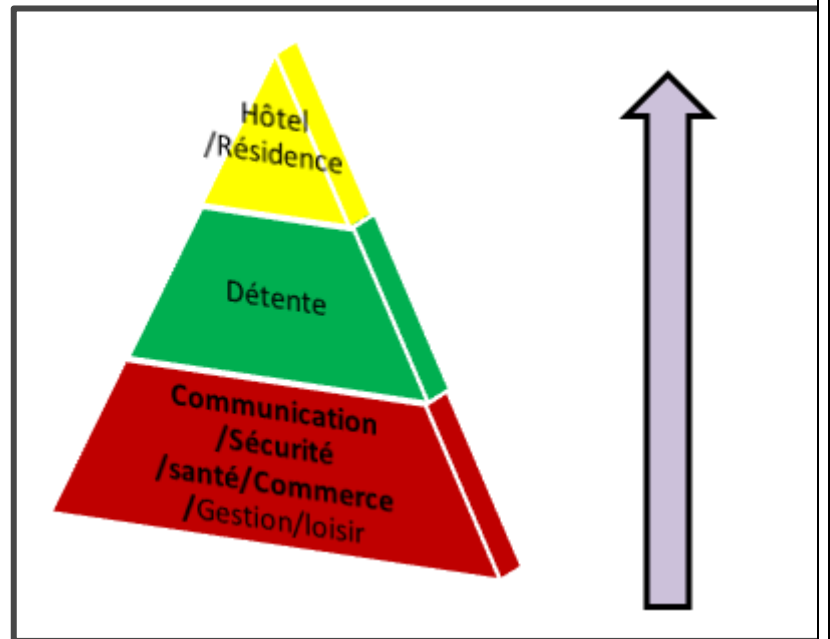 Hôtel
/Résidence
Détente
Communication
/Sécurité
/santé/Commerce
/Gestion/loisir